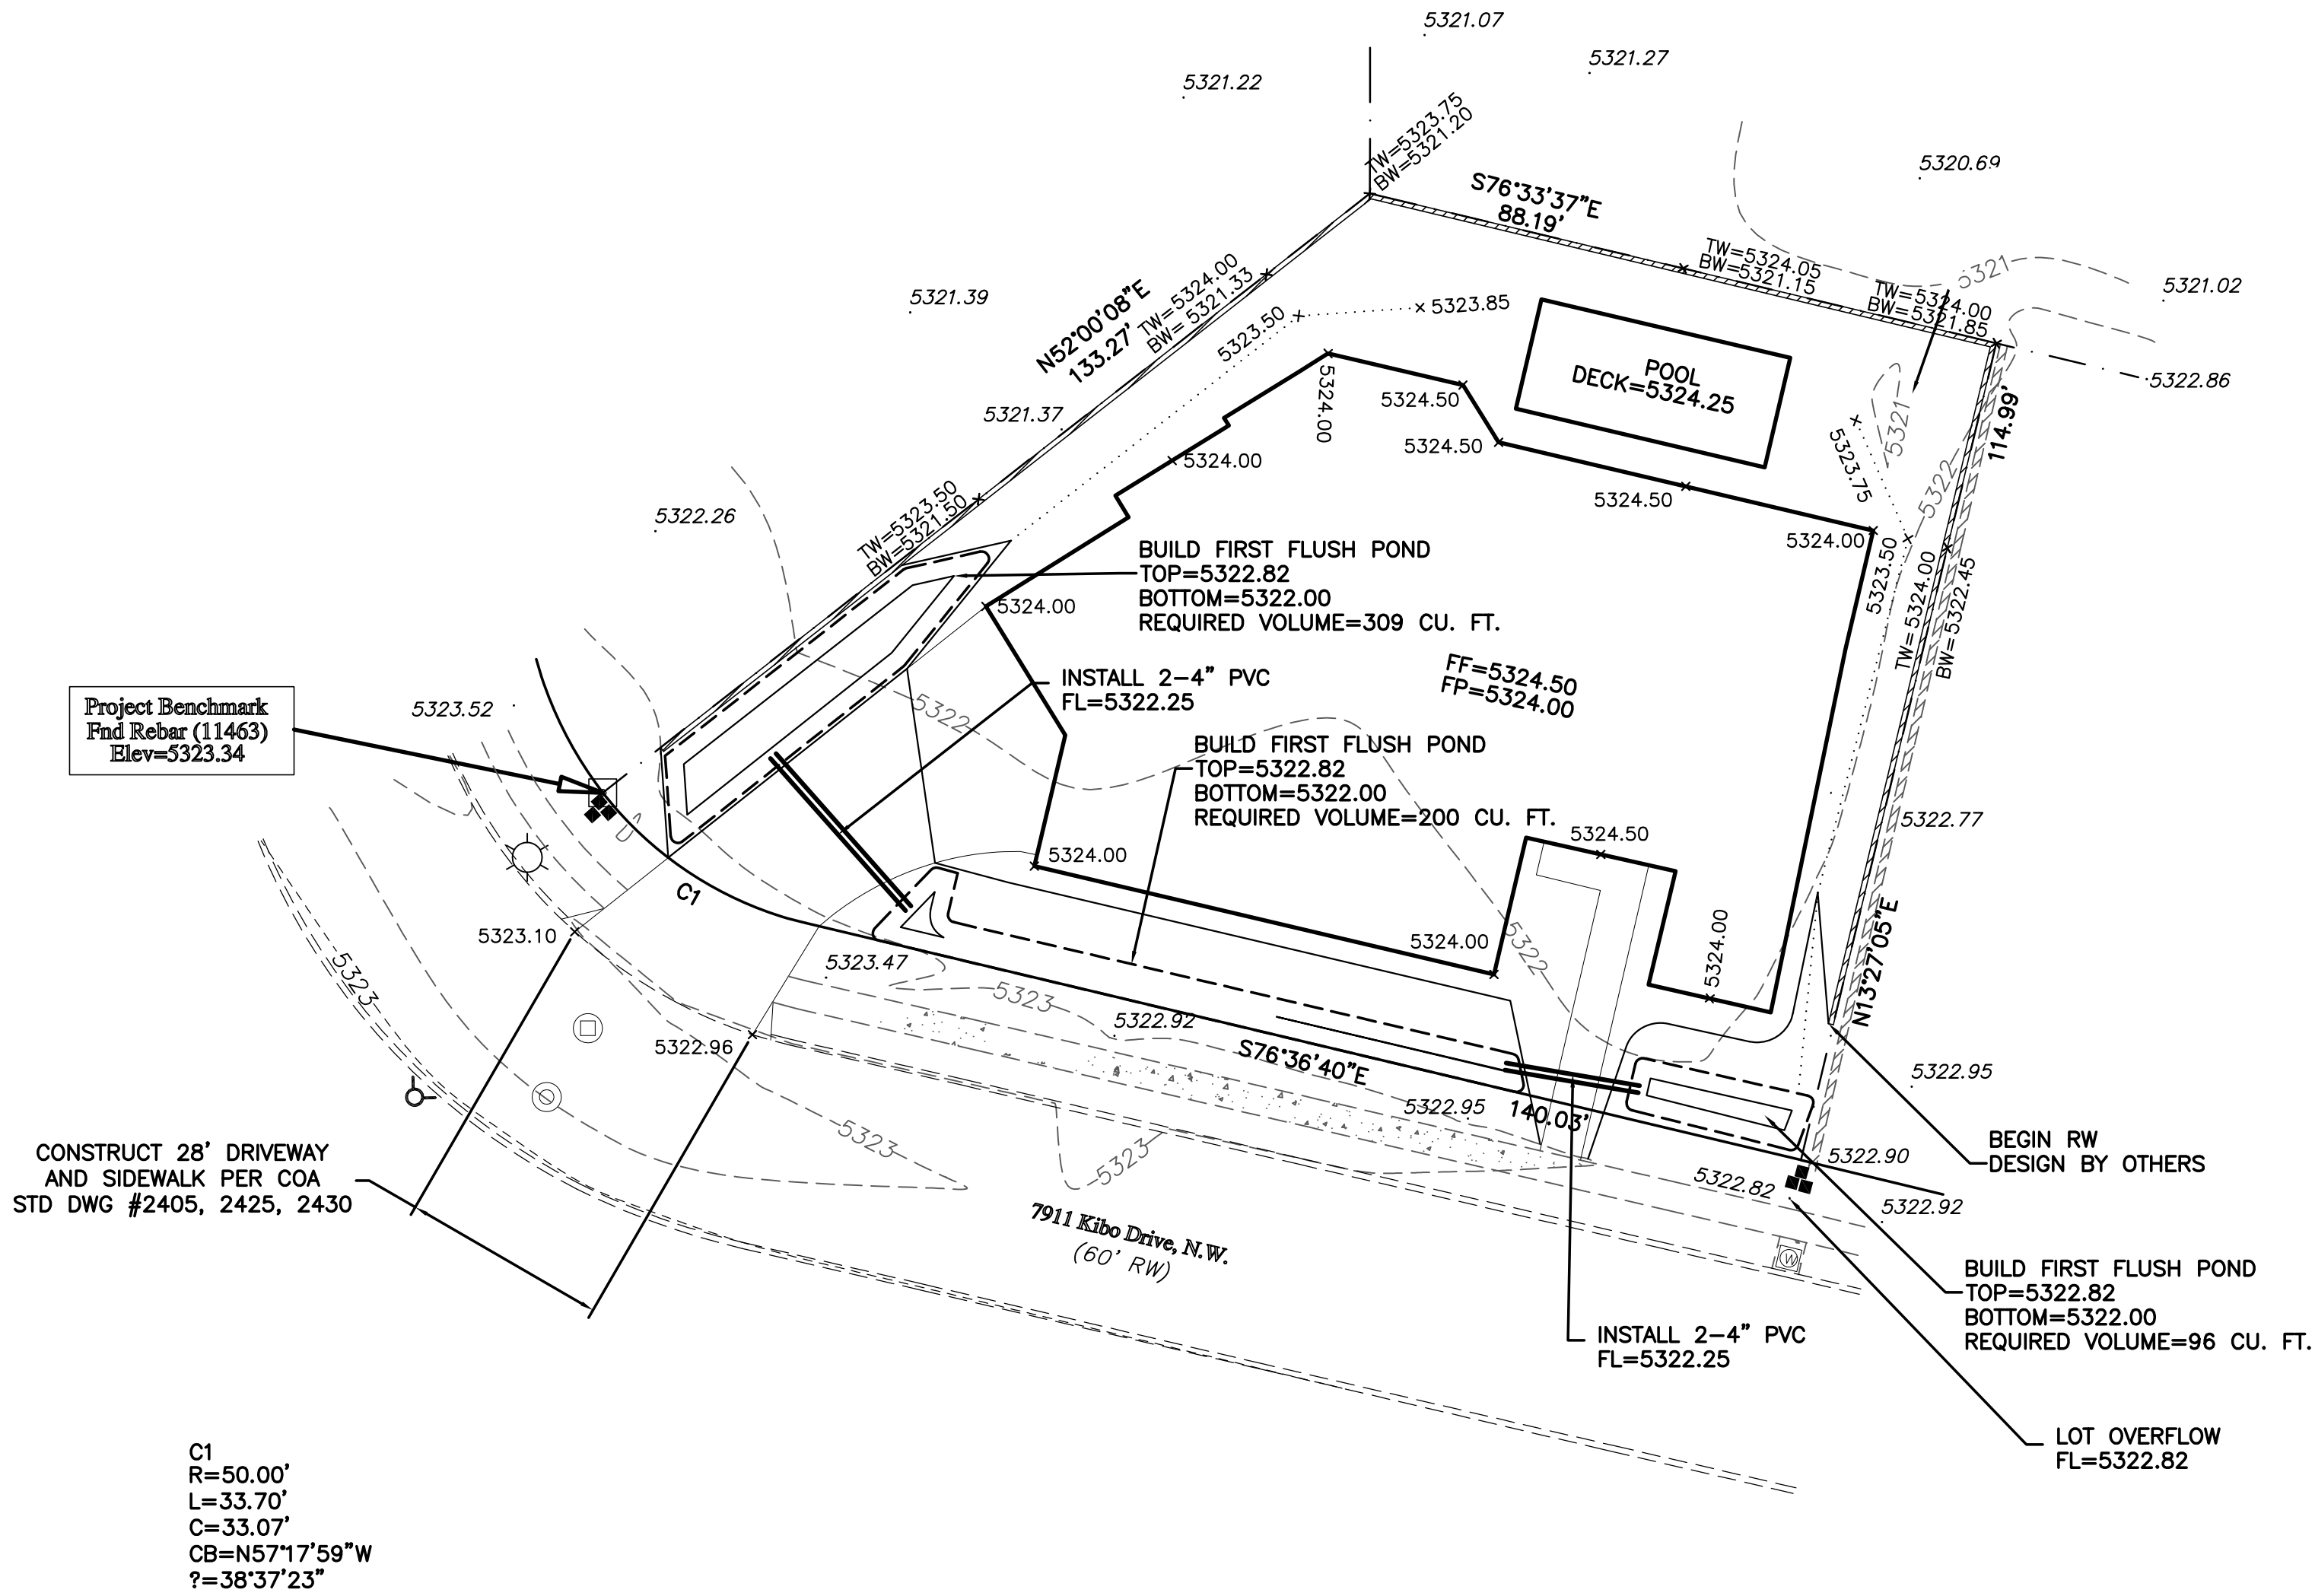 5321.07
5321.27
5321.22
TW=5323.75
BW=5321.20
5320.69
S76°33'37"E
88.19'
TW=5324.05
BW=5321.15
5321
5321.02
TW=5324.00
BW=5321.85
5321.39
N52°00'08"E
133.27'
TW=5324.00
BW= 5321.33
5323.50
5323.85
POOL
DECK=5324.25
5322.86
5324.00
5324.50
5321.37
5324.50
5321
114.99'
5323.75
5324.00
5324.50
5322
TW=5323.50
BW=5321.50
5322.26
5324.00
5323.50
TW=5324.00
BW=5322.45
BUILD FIRST FLUSH POND
TOP=5322.82
BOTTOM=5322.00
REQUIRED VOLUME=309 CU. FT.
5324.00
INSTALL 2-4" PVC
FL=5322.25
FF=5324.50
FP=5324.00
5322
Project Benchmark
Fnd Rebar (11463)
Elev=5323.34
5323.52
BUILD FIRST FLUSH POND
TOP=5322.82
BOTTOM=5322.00
REQUIRED VOLUME=200 CU. FT.
5324.50
5322.77
5324.00
C1
5323.10
5324.00
5322
5324.00
N13°27'05"E
5323.47
5323
5323
5322.92
5322.96
S76°36'40"E
140.03'
5322.95
5322.95
5323
5323
BEGIN RW
DESIGN BY OTHERS
5322.90
5322.82
5322.92
CONSTRUCT 28' DRIVEWAY
AND SIDEWALK PER COA
STD DWG #2405, 2425, 2430
7911 Kibo Drive, N.W.
(60' RW)
W
BUILD FIRST FLUSH POND
TOP=5322.82
BOTTOM=5322.00
REQUIRED VOLUME=96 CU. FT.
INSTALL 2-4" PVC
FL=5322.25
LOT OVERFLOW
FL=5322.82
C1
R=50.00'
L=33.70'
C=33.07'
CB=N57°17'59"W
?=38°37'23"